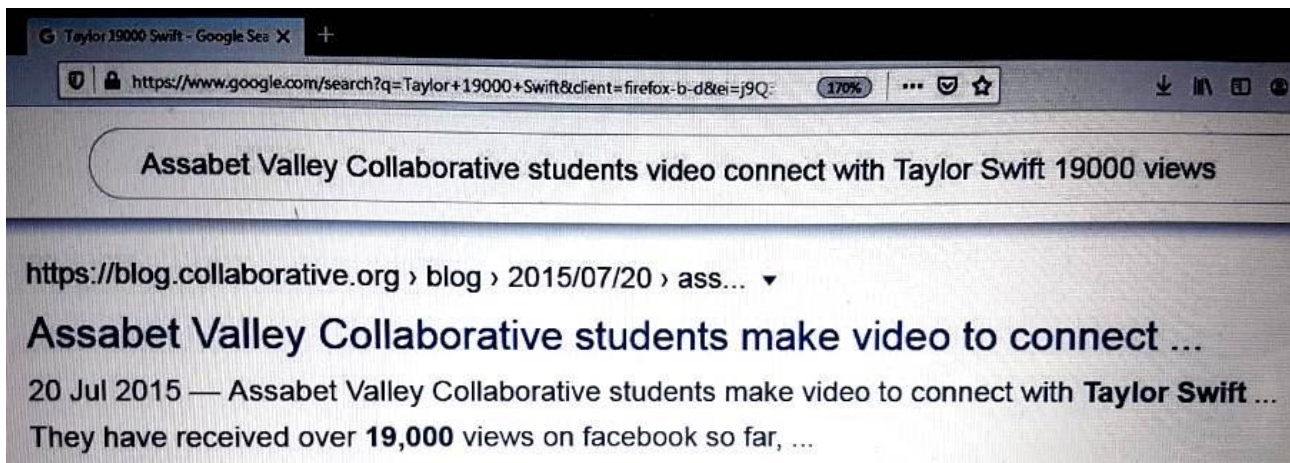 G Taylor 19000 Swift - Google Sea X +
https://www.google.com/search?q=Taylor+19000+Swift&client=firefox-b-d&ei=j9Q 170% ...
Assabet Valley Collaborative students video connect with Taylor Swift 19000 views
https://blog.collaborative.org › blog › 2015/07/20 › ass... ▾
Assabet Valley Collaborative students make video to connect ...
20 Jul 2015 — Assabet Valley Collaborative students make video to connect with Taylor Swift ...
They have received over 19,000 views on facebook so far, ...